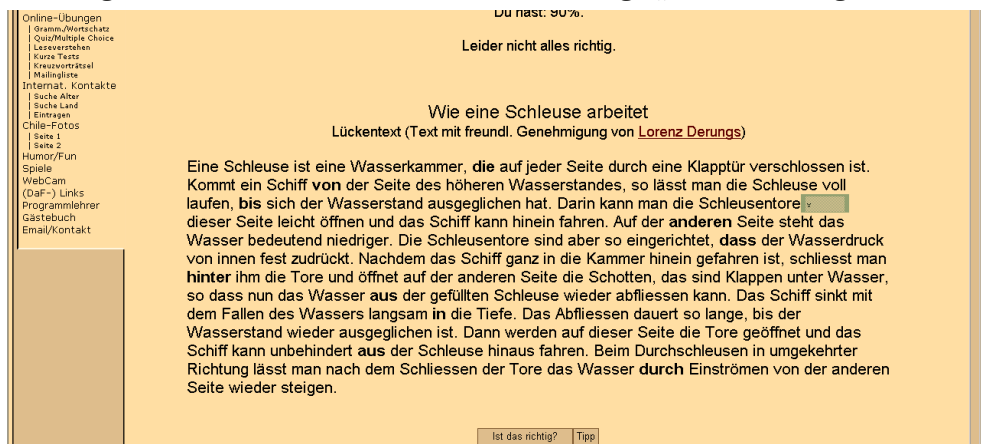 Online-Übungen
| Gramm./Wortschatz
| Quiz/Multiple Choice
| Leseverstehen
| Kurze Tests
| Kreuzworträtsel
| Mailingliste
Internat. Kontakte
| Suche Alter
| Suche Land
| Eintragen
Chile-Fotos
| Seite 1
| Seite 2
Humor/Fun
Spiele
WebCam
(DaF-) Links
Programmlehrer
Gästebuch
Email/Kontakt
Du hast: 90%.
Leider nicht alles richtig.
Wie eine Schleuse arbeitet
Lückentext (Text mit freundl. Genehmigung von Lorenz Derungs)
Eine Schleuse ist eine Wasserkammer, die auf jeder Seite durch eine Klapptür verschlossen ist.
Kommt ein Schiff von der Seite des höheren Wasserstandes, so lässt man die Schleuse voll
laufen, bis sich der Wasserstand ausgeglichen hat. Darin kann man die Schleusentore
dieser Seite leicht öffnen und das Schiff kann hinein fahren. Auf der anderen Seite steht das
Wasser bedeutend niedriger. Die Schleusentore sind aber so eingerichtet, dass der Wasserdruck
von innen fest zudrückt. Nachdem das Schiff ganz in die Kammer hinein gefahren ist, schliesst man
hinter ihm die Tore und öffnet auf der anderen Seite die Schotten, das sind Klappen unter Wasser,
so dass nun das Wasser aus der gefüllten Schleuse wieder abfliessen kann. Das Schiff sinkt mit
dem Fallen des Wassers langsam in die Tiefe. Das Abfliessen dauert so lange, bis der
Wasserstand wieder ausgeglichen ist. Dann werden auf dieser Seite die Tore geöffnet und das
Schiff kann unbehindert aus der Schleuse hinaus fahren. Beim Durchschleusen in umgekehrter
Richtung lässt man nach dem Schliessen der Tore das Wasser durch Einströmen von der anderen
Seite wieder steigen.
Ist das richtig? Tipp